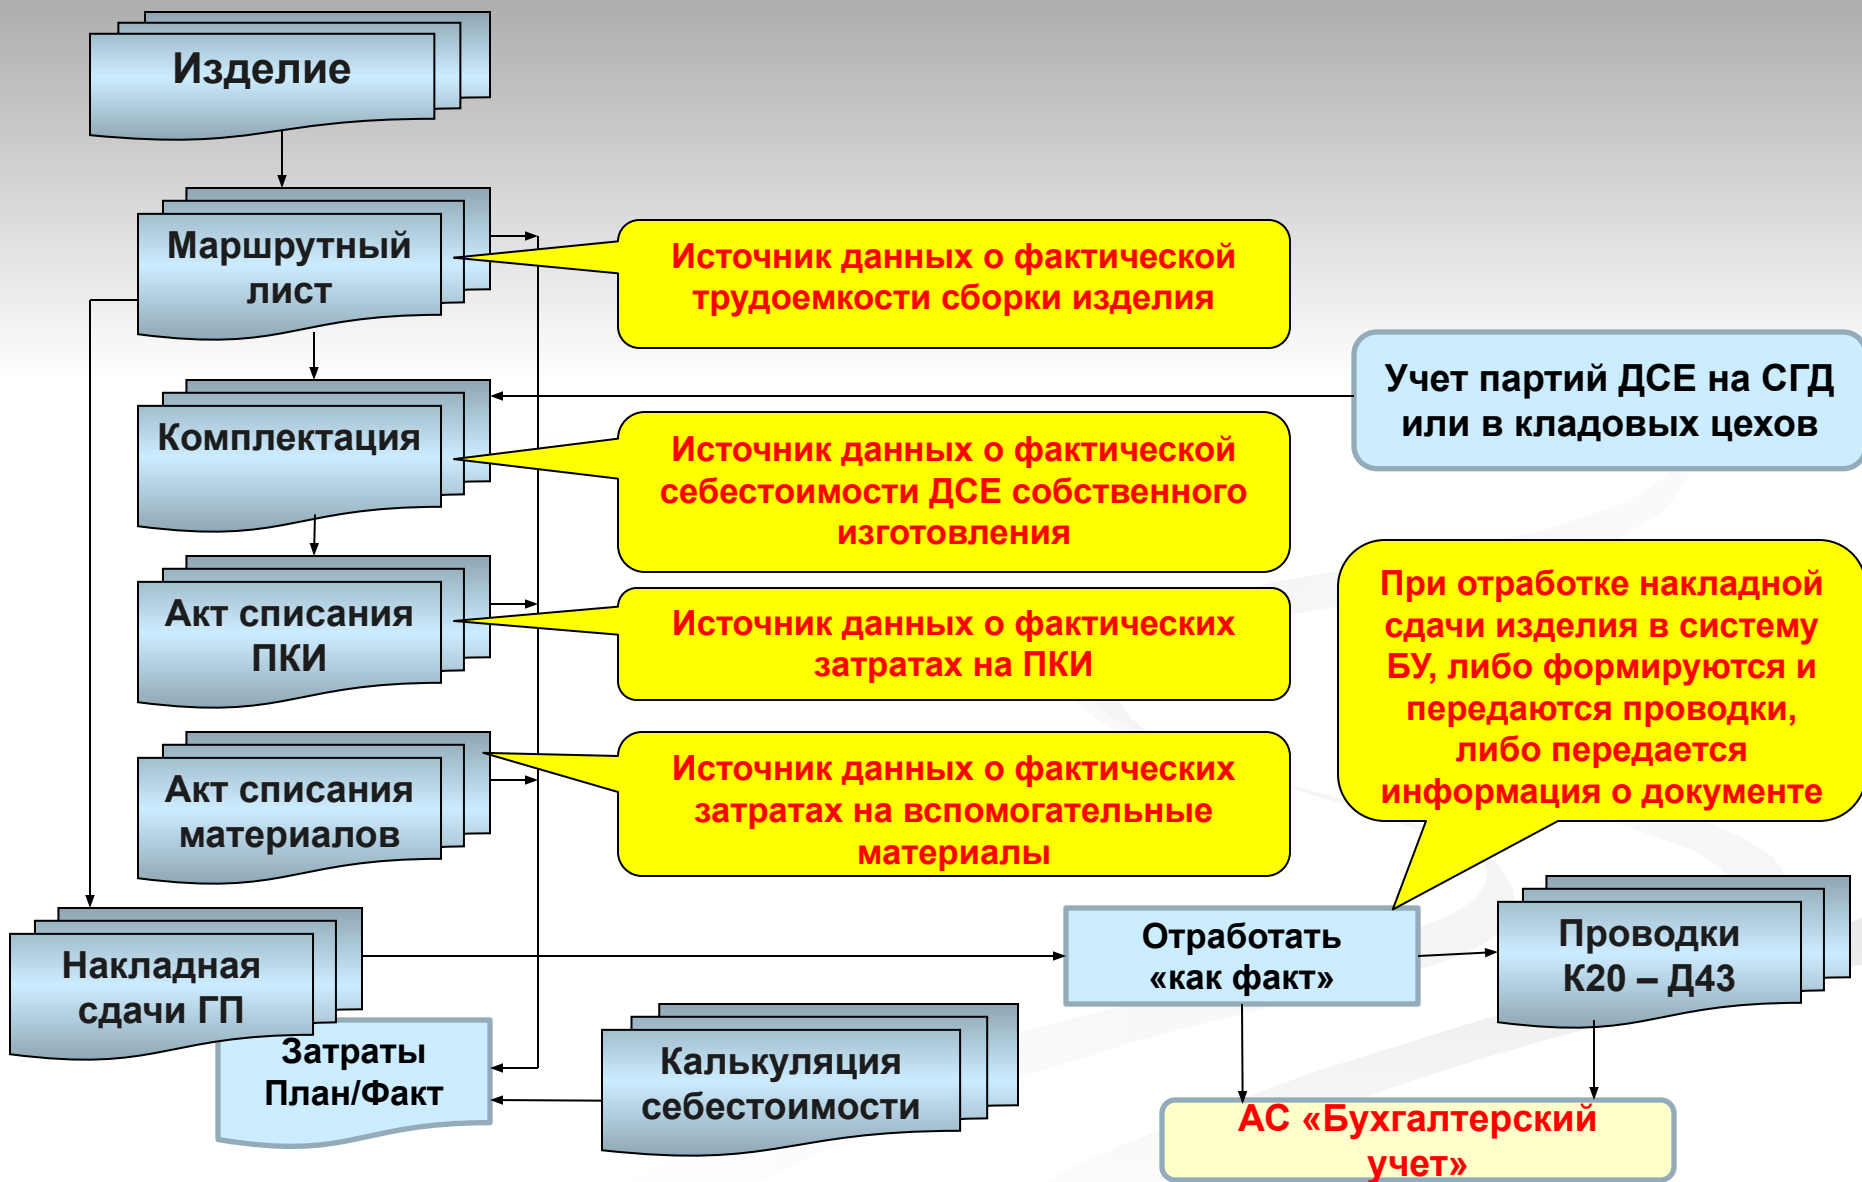 Изделие
Маршрутный
лист
Источник данных о фактической
трудоемкости сборки изделия
Учет партий ДСЕ на СГД
или в кладовых цехов
Комплектация
Источник данных о фактической
себестоимости ДСЕ собственного
изготовления
Акт списания
ПКИ
Источник данных о фактических
затратах на ПКИ
При отработке накладной
сдачи изделия в систему
БУ, либо формируются и
передаются проводки,
либо передается
информация о документе
Акт списания
материалов
Источник данных о фактических
затратах на вспомогательные
материалы
Накладная
сдачи ГП
Отработать
«как факт»
Проводки
К20 – Д43
Затраты
План/Факт
Калькуляция
себестоимости
АС «Бухгалтерский
учет»